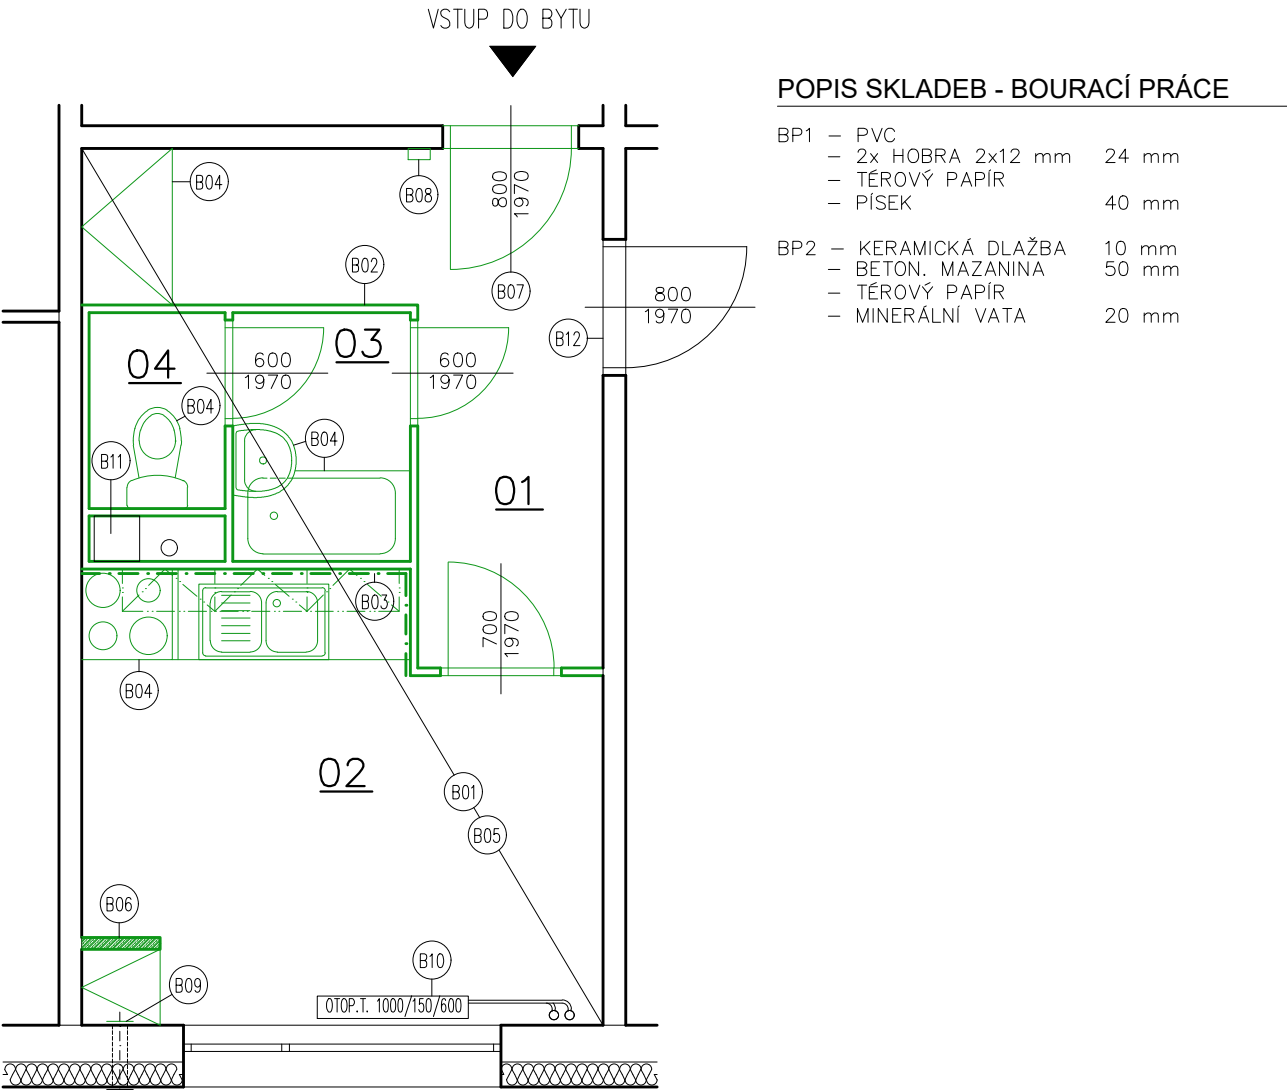 VSTUP DO BYTU
POPIS SKLADEB - BOURACÍ PRÁCE
BP1 – PVC
– 2x HOBRA 2x12 mm 24 mm
– TÉROVÝ PAPÍR
– PÍSEK 40 mm
BP2 – KERAMICKÁ DLAŽBA 10 mm
– BETON. MAZANINA 50 mm
– TÉROVÝ PAPÍR
– MINERÁLNÍ VATA 20 mm
B04
B08
800
1970
B02
B07
800
1970
B12
03
04
600
1970
600
1970
B04
B04
B11
01
B03
700
1970
B04
02
B01
B05
B06
B10
B09
OTOP.T. 1000/150/600